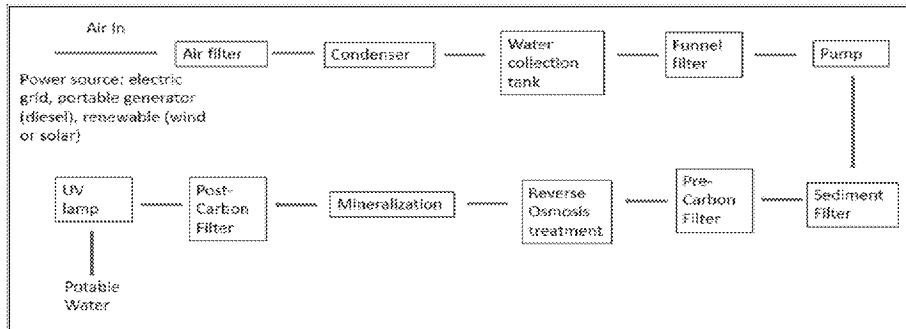 Air In
Air filter
Condenser
Water
collection
tank
Funnel
filter
Pump
Power source: electric
grid, portable generator
(diesel), renewable (wind
or solar)
UV
lamp
Post-
Carbon
Filter
Mineralization
Reverse
Osmosis
treatment
Pre-
Carbon
Filter
Sediment
Filter
Potable
Water